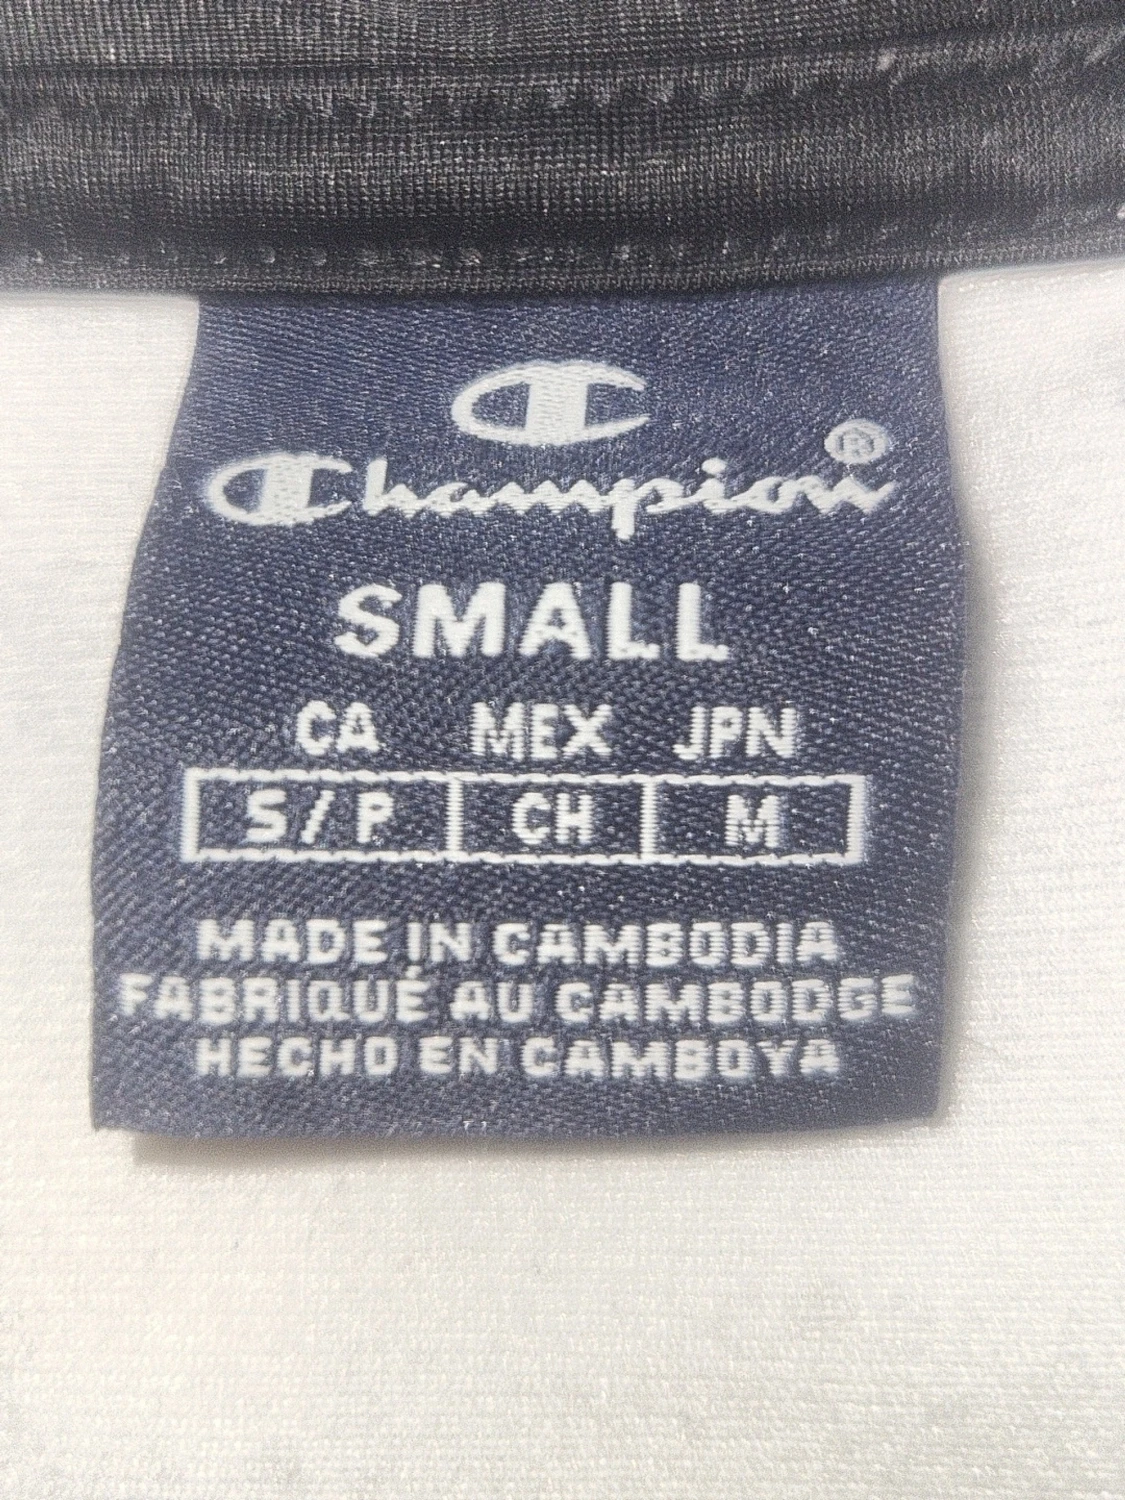 Champion®
SMALL
CA MEX JPN
S/P CH M
MADE IN CAMBODIA
FABRIQUÉ AU CAMBODGE
HECHO EN CAMBOYA